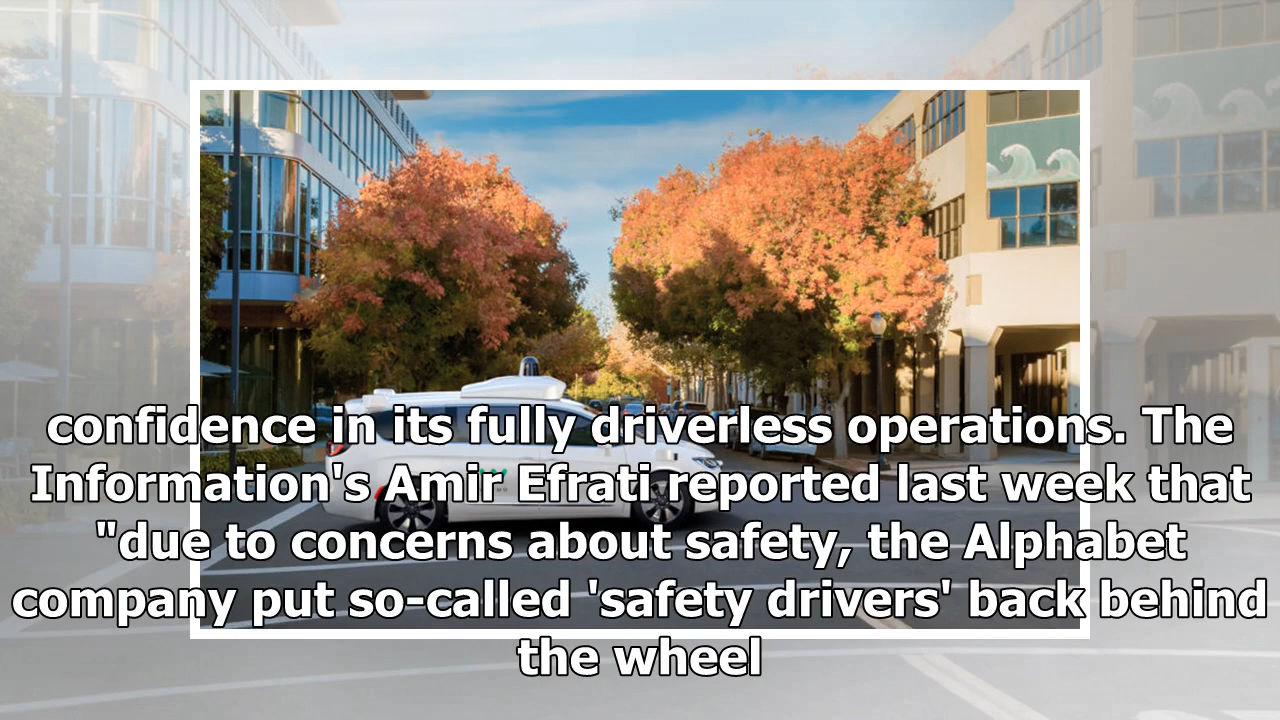 confidence in its fully driverless operations. The
Information's Amir Efrati reported last week that
"due to concerns about safety, the Alphabet
company put so-called 'safety drivers' back behind
the wheel